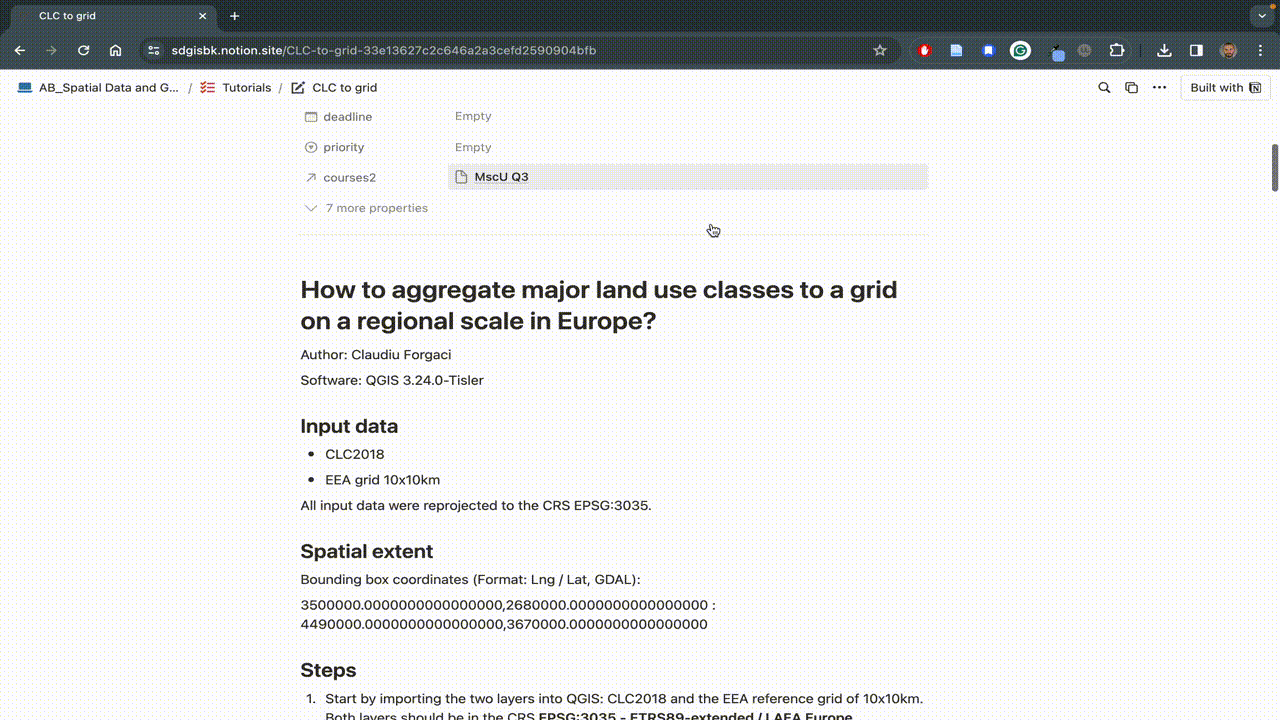 CLC to grid
sdgisbk.notion.site/CLC-to-grid-33e13627c2c646a2a3cefd2590904bfb
AB_Spatial Data and G... / Tutorials / CLC to grid
Built with
deadline Empty
priority Empty
courses2 MscU Q3
7 more properties
How to aggregate major land use classes to a grid
on a regional scale in Europe?
Author: Claudiu Forgaci
Software: QGIS 3.24.0-Tisler
Input data
• CLC2018
• EEA grid 10x10km
All input data were reprojected to the CRS EPSG:3035.
Spatial extent
Bounding box coordinates (Format: Lng / Lat, GDAL):
3500000.0000000000000000,2680000.0000000000000000 :
4490000.0000000000000000,3670000.0000000000000000
Steps
1. Start by importing the two layers into QGIS: CLC2018 and the EEA reference grid of 10x10km.
Both layers should be in the CRS EPSG:3035 - ETRS89-extended / LAEA Europe